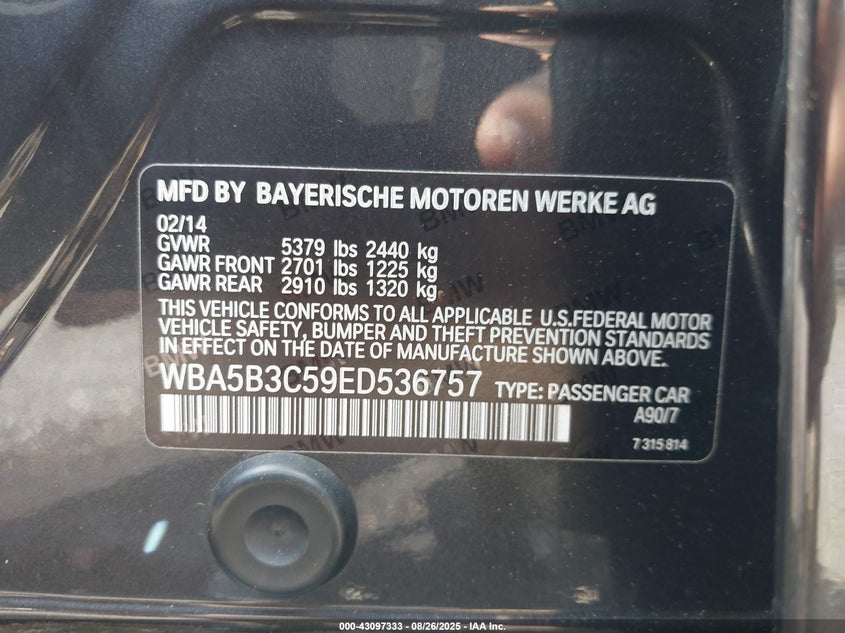 MFD BY BAYERISCHE MOTOREN WERKE AG
02/14
GVWR 5379 lbs 2440 kg
GAWR FRONT 2701 lbs 1225 kg
GAWR REAR 2910 lbs 1320 kg
THIS VEHICLE CONFORMS TO ALL APPLICABLE U.S.FEDERAL MOTOR
VEHICLE SAFETY, BUMPER AND THEFT PREVENTION STANDARDS
IN EFFECT ON THE DATE OF MANUFACTURE SHOWN ABOVE.
WBA5B3C59ED536757 TYPE: PASSENGER CAR
A90/7
7 315 814
000-43097333 - 08/26/2025 - IAA Inc.